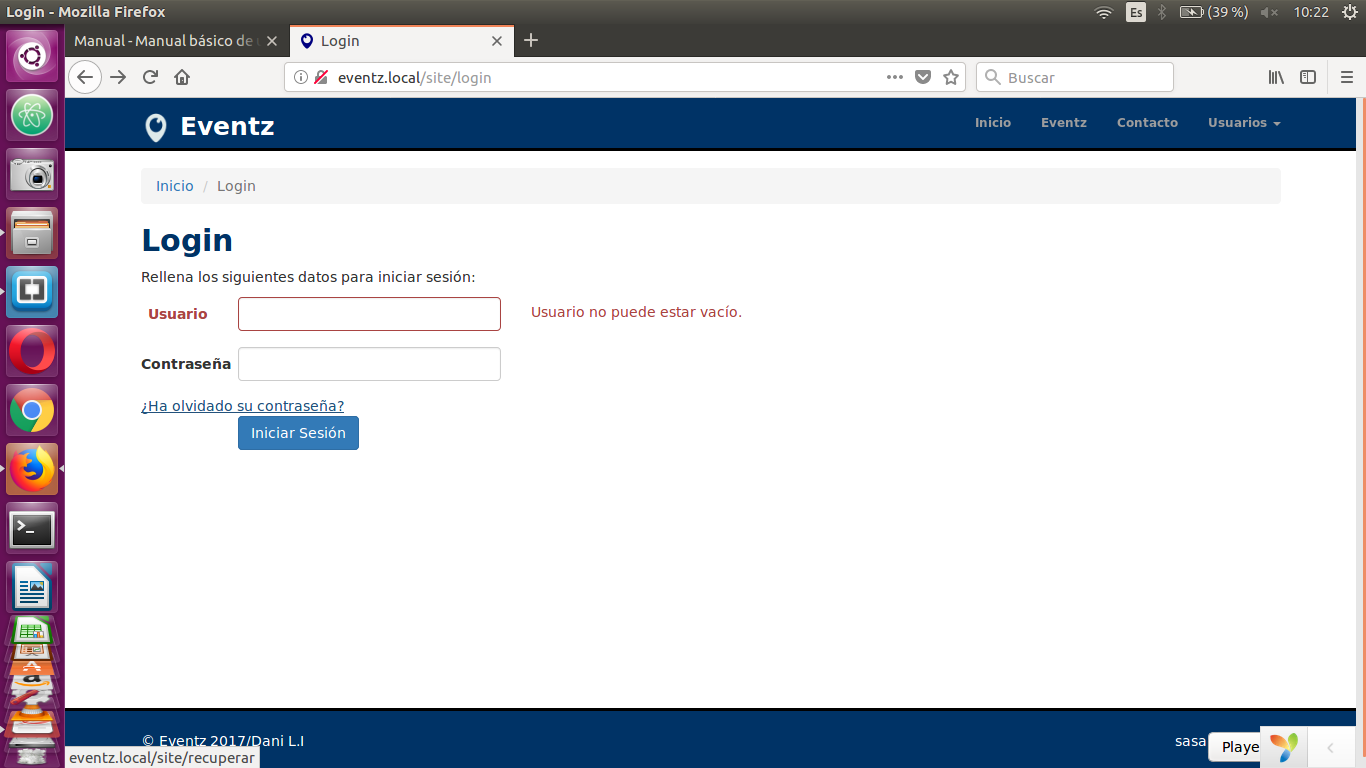 Login - Mozilla Firefox
Es
(39 %)
10:22
Manual - Manual básico de
Login
eventz.local/site/login
Buscar
Eventz
Inicio
Eventz
Contacto
Usuarios
Inicio / Login
Login
Rellena los siguientes datos para iniciar sesión:
Usuario
Usuario no puede estar vacío.
Contraseña
¿Ha olvidado su contraseña?
Iniciar Sesión
© Eventz 2017/Dani L.I
sasa
Playe
eventz.local/site/recuperar